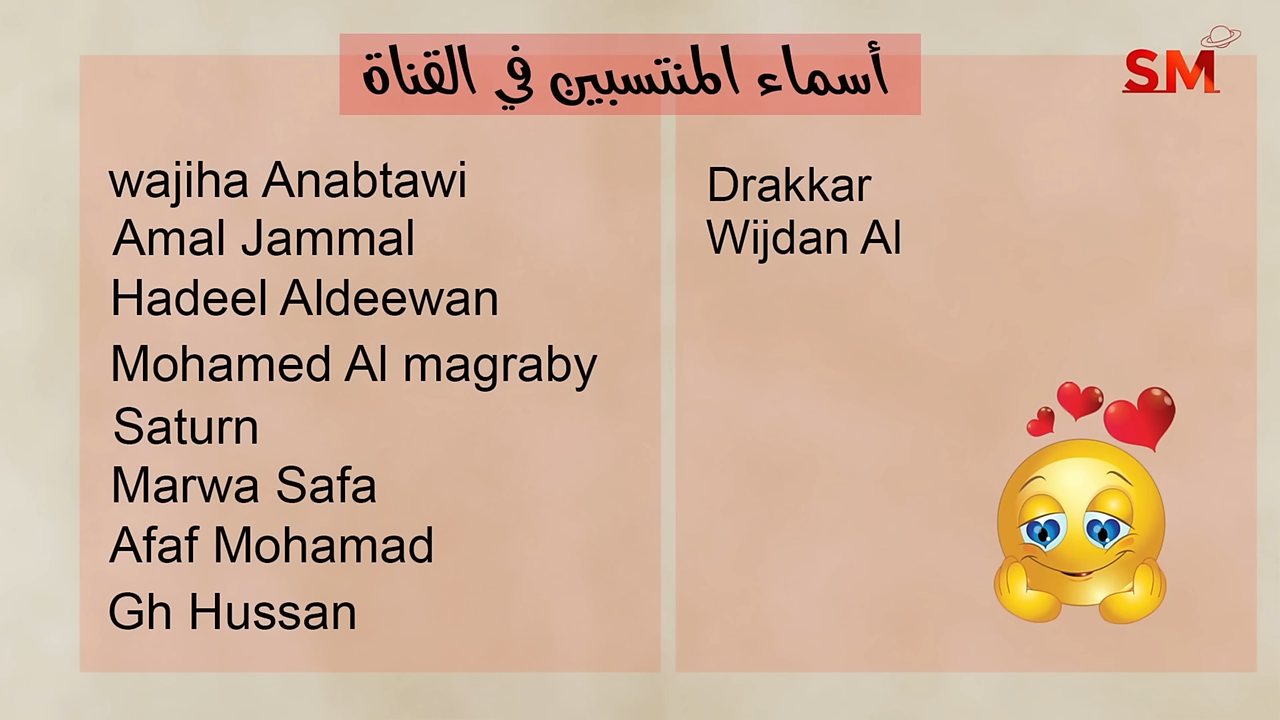 أسماء المنتسبين في القناة
SM
wajiha Anabtawi
Amal Jammal
Hadeel Aldeewan
Mohamed Al magraby
Saturn
Marwa Safa
Afaf Mohamad
Gh Hussan
Drakkar
Wijdan Al